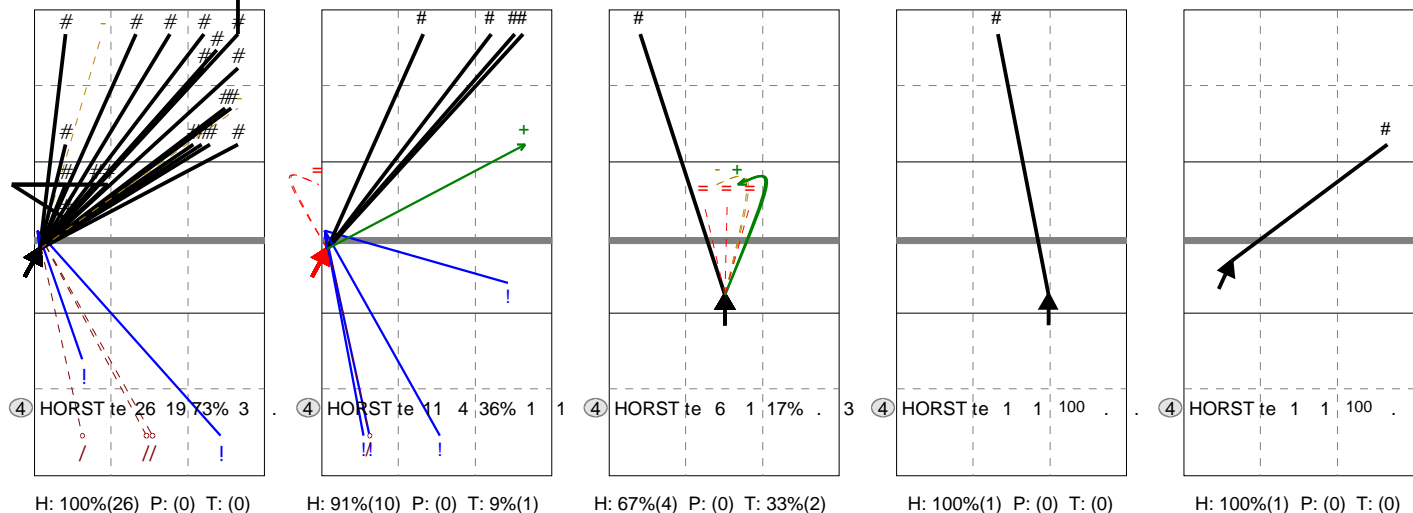 # - # # # # #
# #
#
## -
# # ## #
# ##
#
!
④ HORST te 26 19 73% 3 .
/ // !
H: 100%(26) P: (0) T: (0)
# # ##
+
=
!
④ HORST te 11 4 36% 1 1
!! / !
H: 91%(10) P: (0) T: 9%(1)
#
- +
= = =
④ HORST te 6 1 17% . 3
H: 67%(4) P: (0) T: 33%(2)
#
④ HORST te 1 1 100 . .
H: 100%(1) P: (0) T: (0)
#
④ HORST te 1 1 100 .
H: 100%(1) P: (0) T: (0)